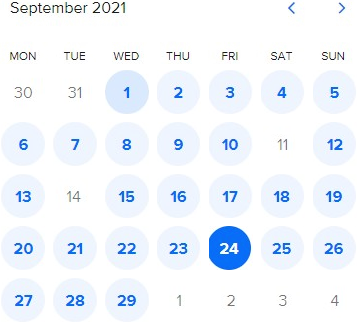 September 2021
MON TUE WED THU FRI SAT SUN
30 31 1 2 3 4 5
6 7 8 9 10 11 12
13 14 15 16 17 18 19
20 21 22 23 24 25 26
27 28 29 1 2 3 4